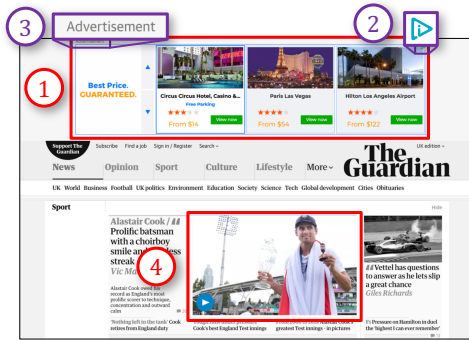 3
Advertisement
2
1
Best Price.
GUARANTEED.
Circus Circus Hotel, Casino &...
Free Parking
From $14
View now
Paris Las Vegas
From $54
View now
Hilton Los Angeles Airport
From $122
View now
Support The
Guardian
Subscribe
Find a job
Sign in / Register
Search
UK edition
The
Guardian
News
Opinion
Sport
Culture
Lifestyle
More
UK World Business Football UK politics Environment Education Society Science Tech Global development Cities Obituaries
Sport
Hide
Alastair Cook /
Prolific batsman
with a choirboy
streak
Vic
4
Alastair Cook
record as England's most
prolific scorer to technique,
concentration and outward
calm
Vettel has questions
to answer as he lets slip
a great chance
Giles Richards
'Nothing left in the tank' Cook
retires from England duty
Cook's best England Test innings
greatest Test innings - in pictures
F1: Pressure on Hamilton in duel
the 'highest I can ever remember'